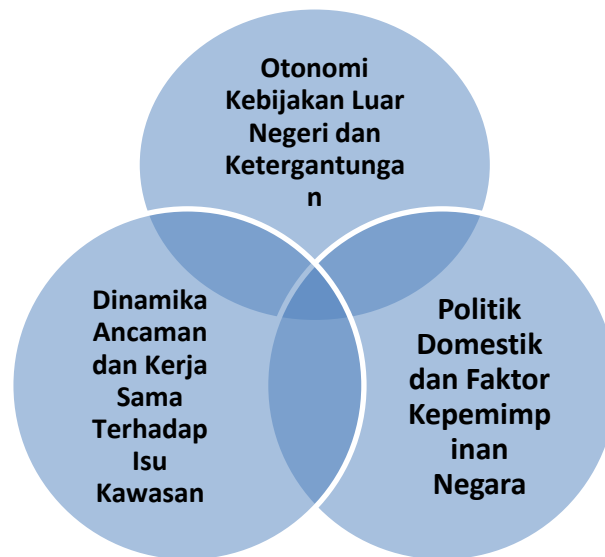 Otonomi
Kebijakan Luar
Negeri dan
Ketergantunga
n
Dinamika
Ancaman
dan Kerja
Sama
Terhadap
Isu
Kawasan
Politik
Domestik
dan Faktor
Kepemimp
inan
Negara